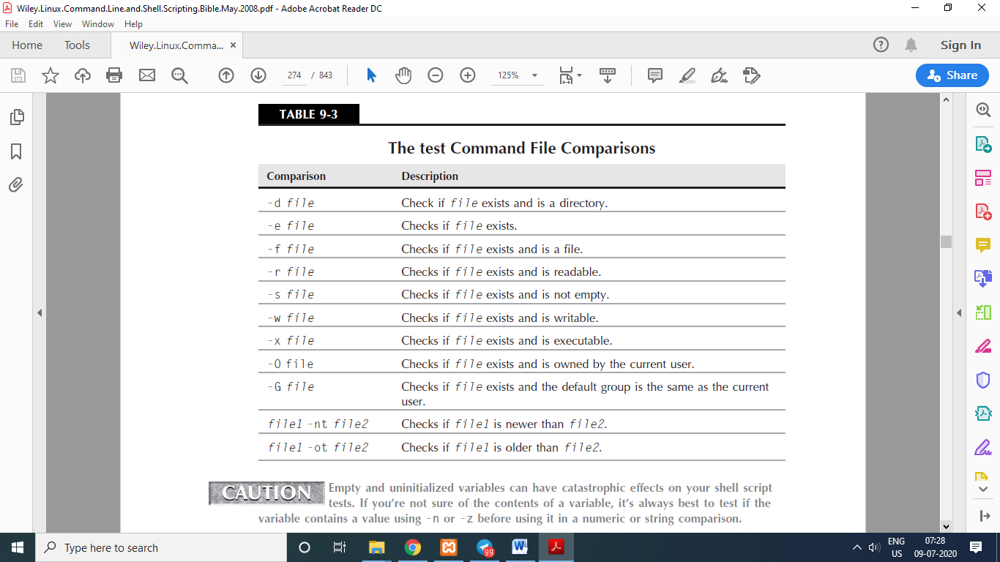 Wiley.Linux.Command.Line.and.Shell.Scripting.Bible.May.2008.pdf - Adobe Acrobat Reader DC
File Edit View Window Help
Home Tools Wiley.Linux.Comma... Sign In
274 / 843 125% Share
TABLE 9-3
The test Command File Comparisons
Comparison Description
-d file Check if file exists and is a directory.
-e file Checks if file exists.
-f file Checks if file exists and is a file.
-r file Checks if file exists and is readable.
-s file Checks if file exists and is not empty.
-w file Checks if file exists and is writable.
-x file Checks if file exists and is executable.
-O file Checks if file exists and is owned by the current user.
-G file Checks if file exists and the default group is the same as the current
user.
file1 -nt file2 Checks if file1 is newer than file2.
file1 -ot file2 Checks if file1 is older than file2.
CAUTION Empty and uninitialized variables can have catastrophic effects on your shell script
tests. If you're not sure of the contents of a variable, it's always best to test if the
variable contains a value using -n or -z before using it in a numeric or string comparison.
Type here to search 99 ENG 07:28
US 09-07-2020